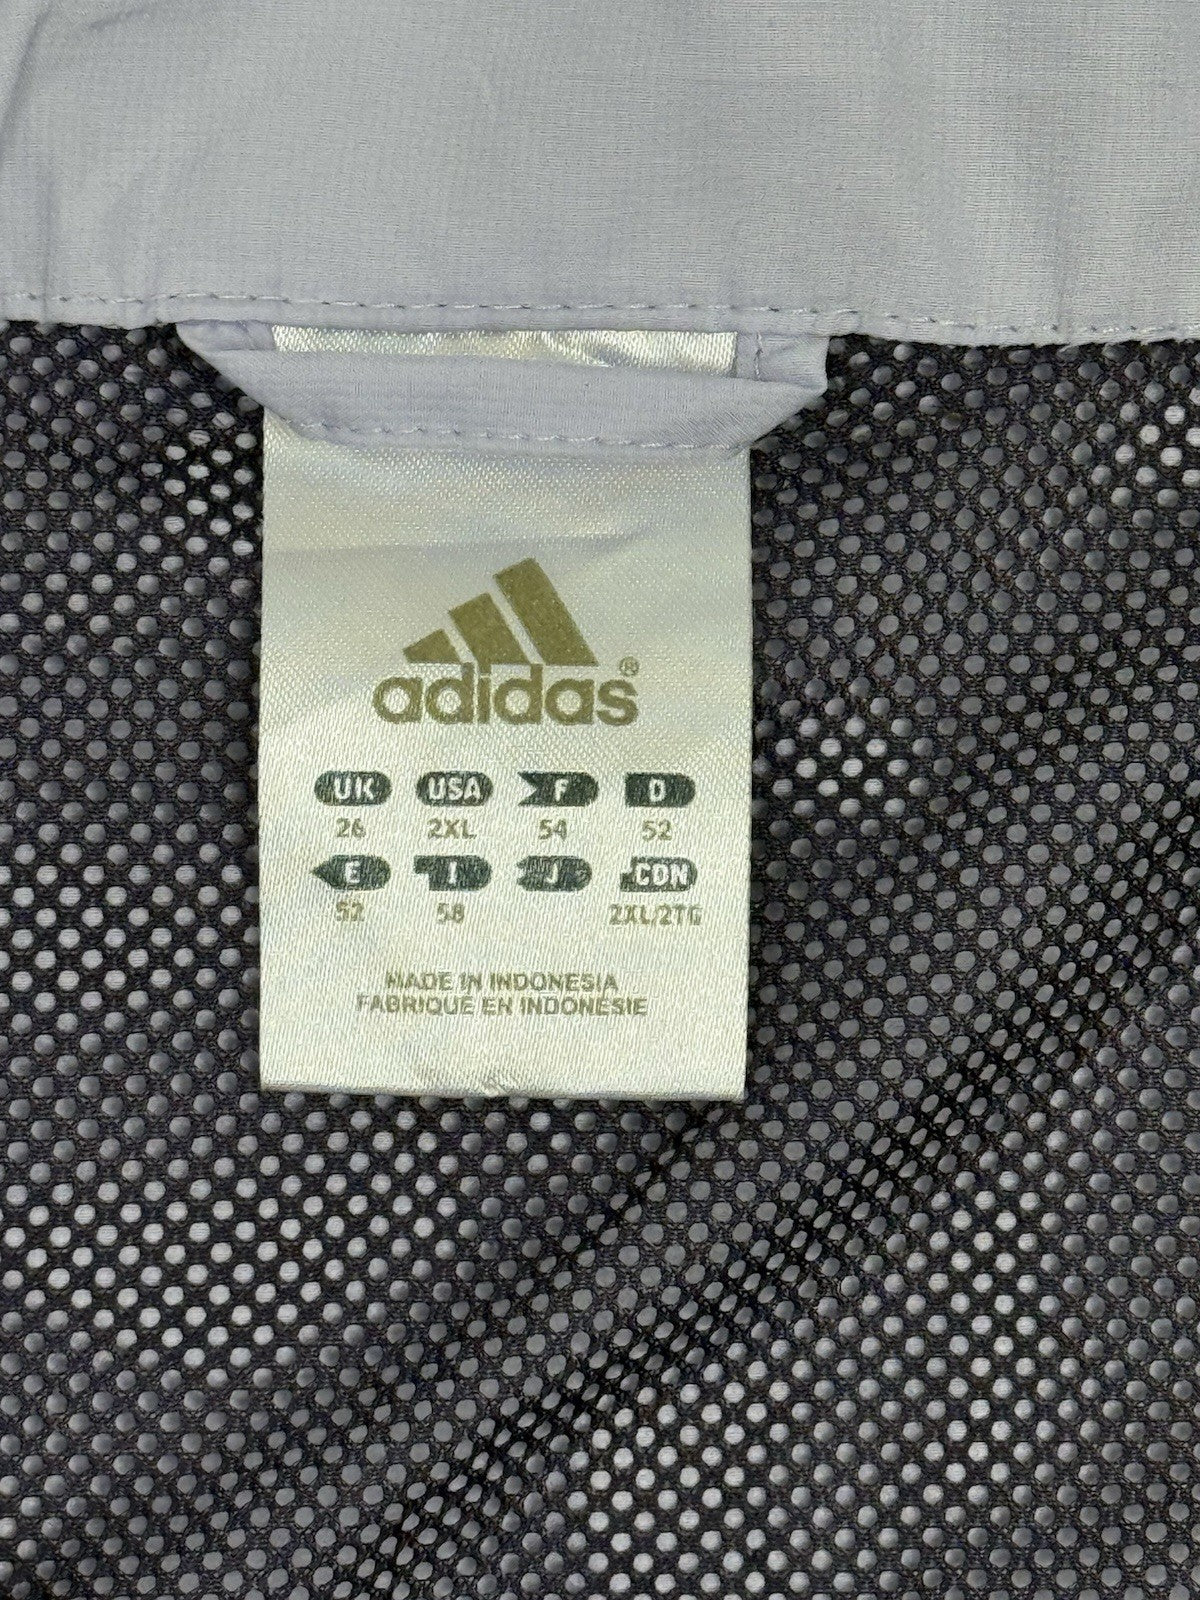 adidas®
UK USA F D
26 2XL 54 52
E I J CDN
52 58 2XL/2TG
MADE IN INDONESIA
FABRIQUE EN INDONESIE